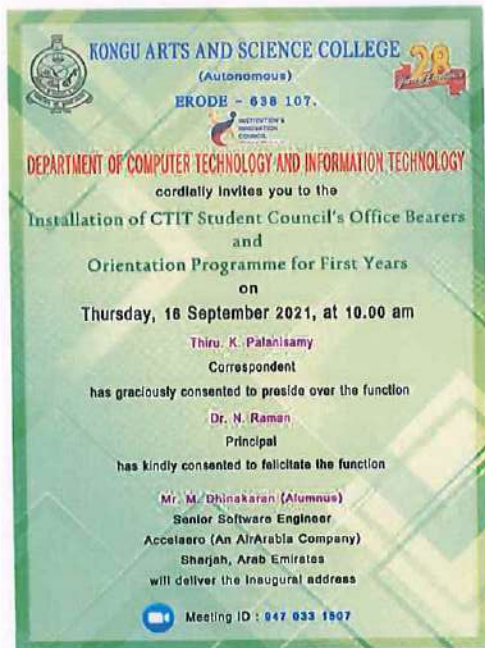 KONGU ARTS AND SCIENCE COLLEGE
28
(Autonomous)
ERODE - 638 107.
INSTITUTION'S
INNOVATION
COUNCIL
DEPARTMENT OF COMPUTER TECHNOLOGY AND INFORMATION TECHNOLOGY
cordially invites you to the
Installation of CTIT Student Council's Office Bearers
and
Orientation Programme for First Years
on
Thursday, 16 September 2021, at 10.00 am
Thiru. K. Palanisamy
Correspondent
has graciously consented to preside over the function
Dr. N. Raman
Principal
has kindly consented to felicitate the function
Mr. M. Dhinakaran (Alumnus)
Senior Software Engineer
Accelaero (An AirArabia Company)
Sharjah, Arab Emirates
will deliver the inaugural address
Meeting ID : 947 033 1507